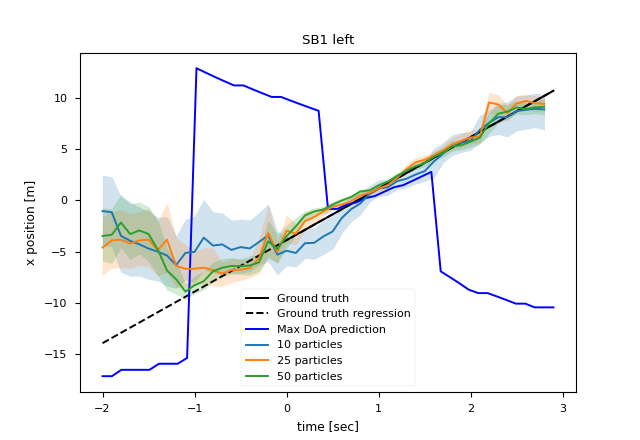 SB1 left
x position [m]
10
5
0
−5
−10
−15
Ground truth
Ground truth regression
Max DoA prediction
10 particles
25 particles
50 particles
−2
−1
0
1
2
3
time [sec]